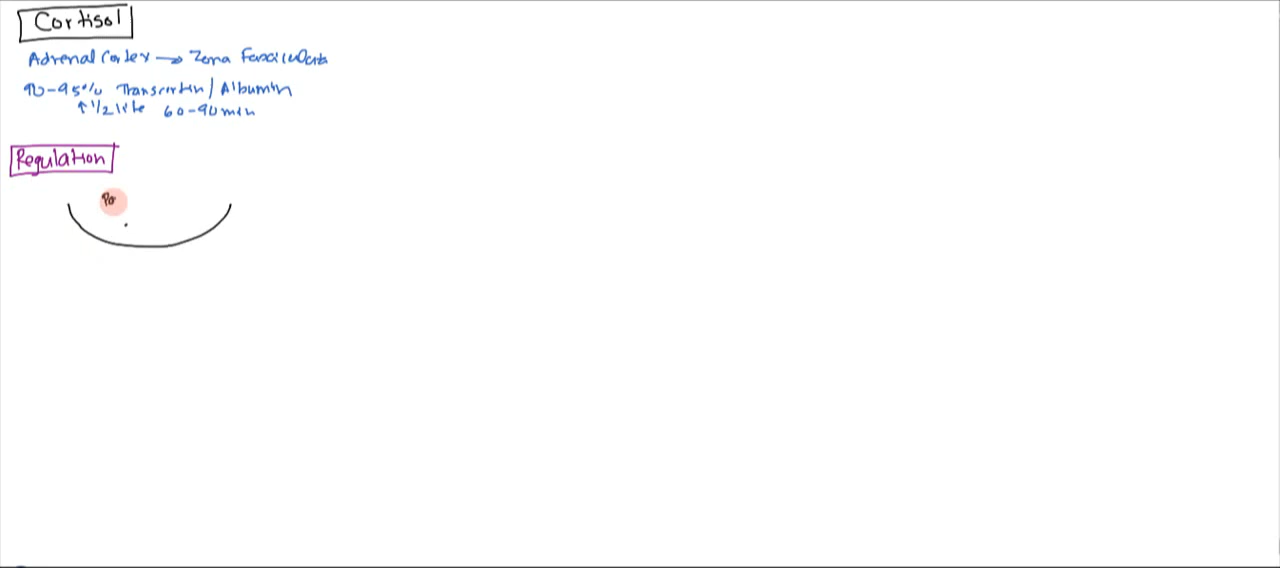 Cortisol
Adrenal Cortex → Zona Fasciculata
90-95% Transcortin / Albumin
↑ 1/2 life 60-90 min
Regulation